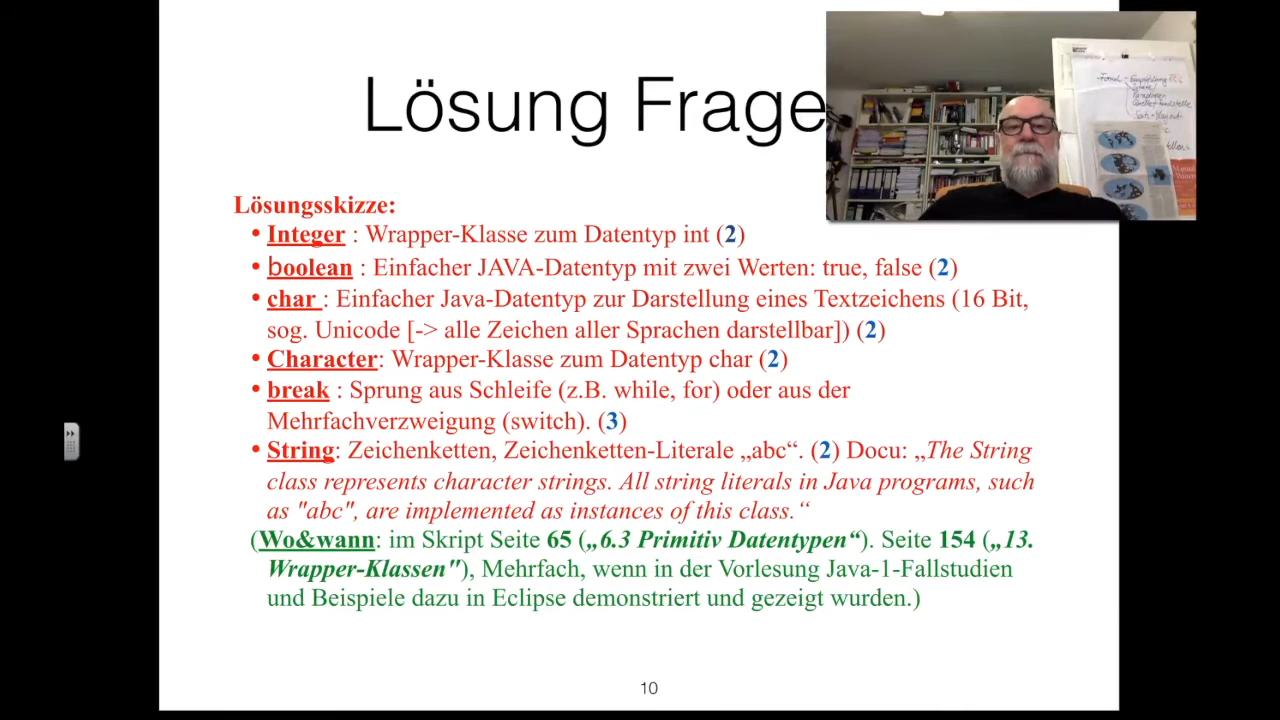 Lösung Frage
Lösungsskizze:
• Integer : Wrapper-Klasse zum Datentyp int (2)
• boolean : Einfacher JAVA-Datentyp mit zwei Werten: true, false (2)
• char : Einfacher Java-Datentyp zur Darstellung eines Textzeichens (16 Bit,
sog. Unicode [-> alle Zeichen aller Sprachen darstellbar]) (2)
• Character: Wrapper-Klasse zum Datentyp char (2)
• break : Sprung aus Schleife (z.B. while, for) oder aus der
Mehrfachverzweigung (switch). (3)
• String: Zeichenketten, Zeichenketten-Literale „abc“. (2) Docu: „The String
class represents character strings. All string literals in Java programs, such
as "abc", are implemented as instances of this class.“
(Wo&wann: im Skript Seite 65 („6.3 Primitiv Datentypen“). Seite 154 („13.
Wrapper-Klassen"), Mehrfach, wenn in der Vorlesung Java-1-Fallstudien
und Beispiele dazu in Eclipse demonstriert und gezeigt wurden.)
10